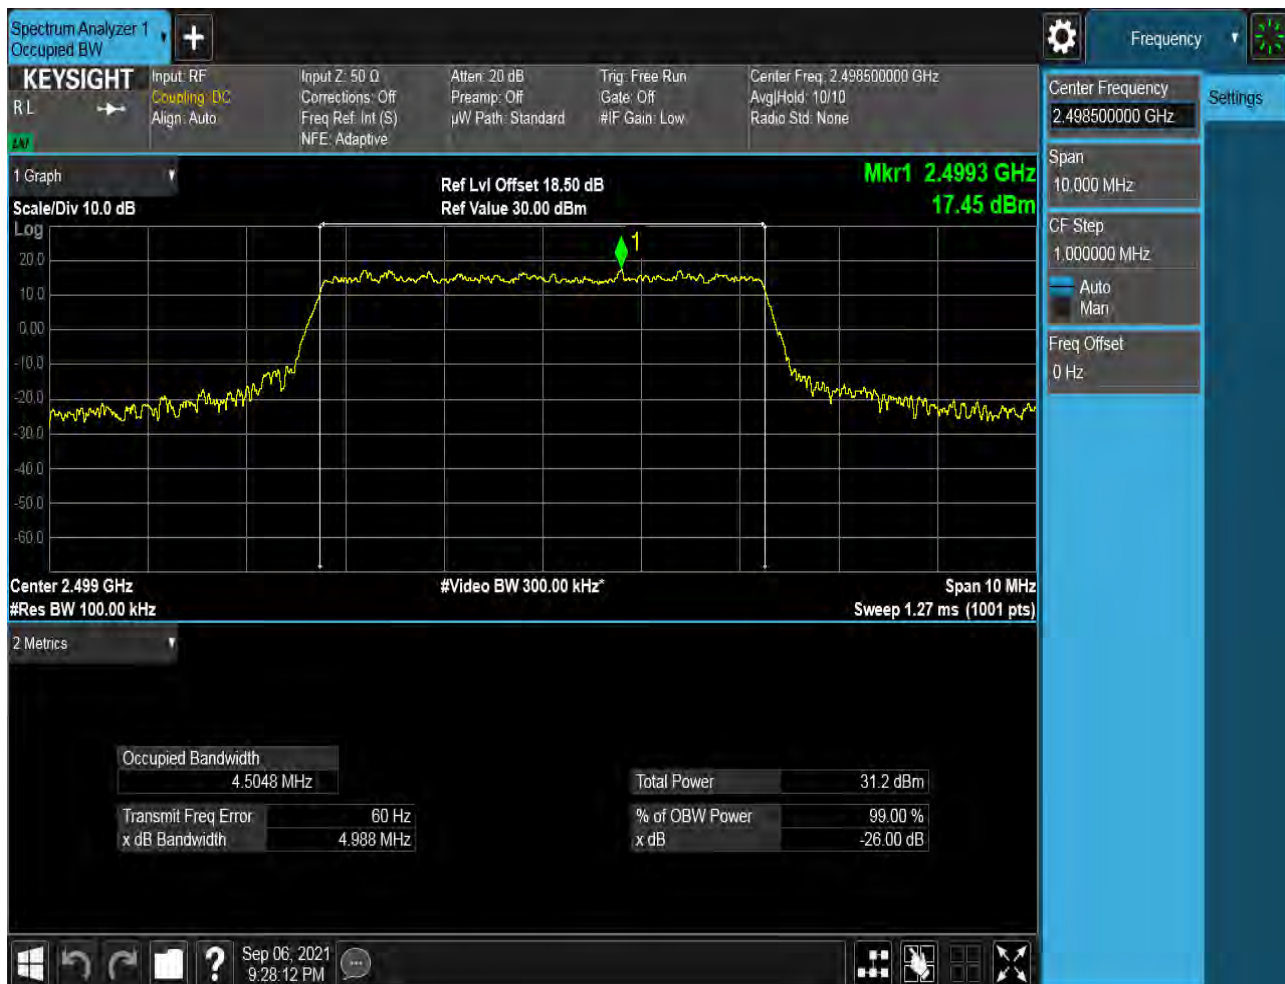 Spectrum Analyzer 1
Occupied BW
Frequency
KEYSIGHT
R L
LXI
Input: RF
Coupling: DC
Align: Auto
Input Z: 50 Ω
Corrections: Off
Freq Ref: Int (S)
NFE: Adaptive
Atten: 20 dB
Preamp: Off
µW Path: Standard
Trig: Free Run
Gate: Off
#IF Gain: Low
Center Freq: 2.498500000 GHz
Avg|Hold: 10/10
Radio Std: None
Center Frequency
2.498500000 GHz
Settings
Span
10.000 MHz
CF Step
1.000000 MHz
Auto
Man
Freq Offset
0 Hz
1 Graph
Scale/Div 10.0 dB
Log
Ref Lvl Offset 18.50 dB
Ref Value 30.00 dBm
Mkr1 2.4993 GHz
17.45 dBm
1
20.0
10.0
0.00
-10.0
-20.0
-30.0
-40.0
-50.0
-60.0
Center 2.499 GHz
#Res BW 100.00 kHz
#Video BW 300.00 kHz*
Span 10 MHz
Sweep 1.27 ms (1001 pts)
2 Metrics
Occupied Bandwidth
4.5048 MHz
Transmit Freq Error 60 Hz
x dB Bandwidth 4.988 MHz
Total Power 31.2 dBm
% of OBW Power 99.00 %
x dB -26.00 dB
?
Sep 06, 2021
9:28:12 PM